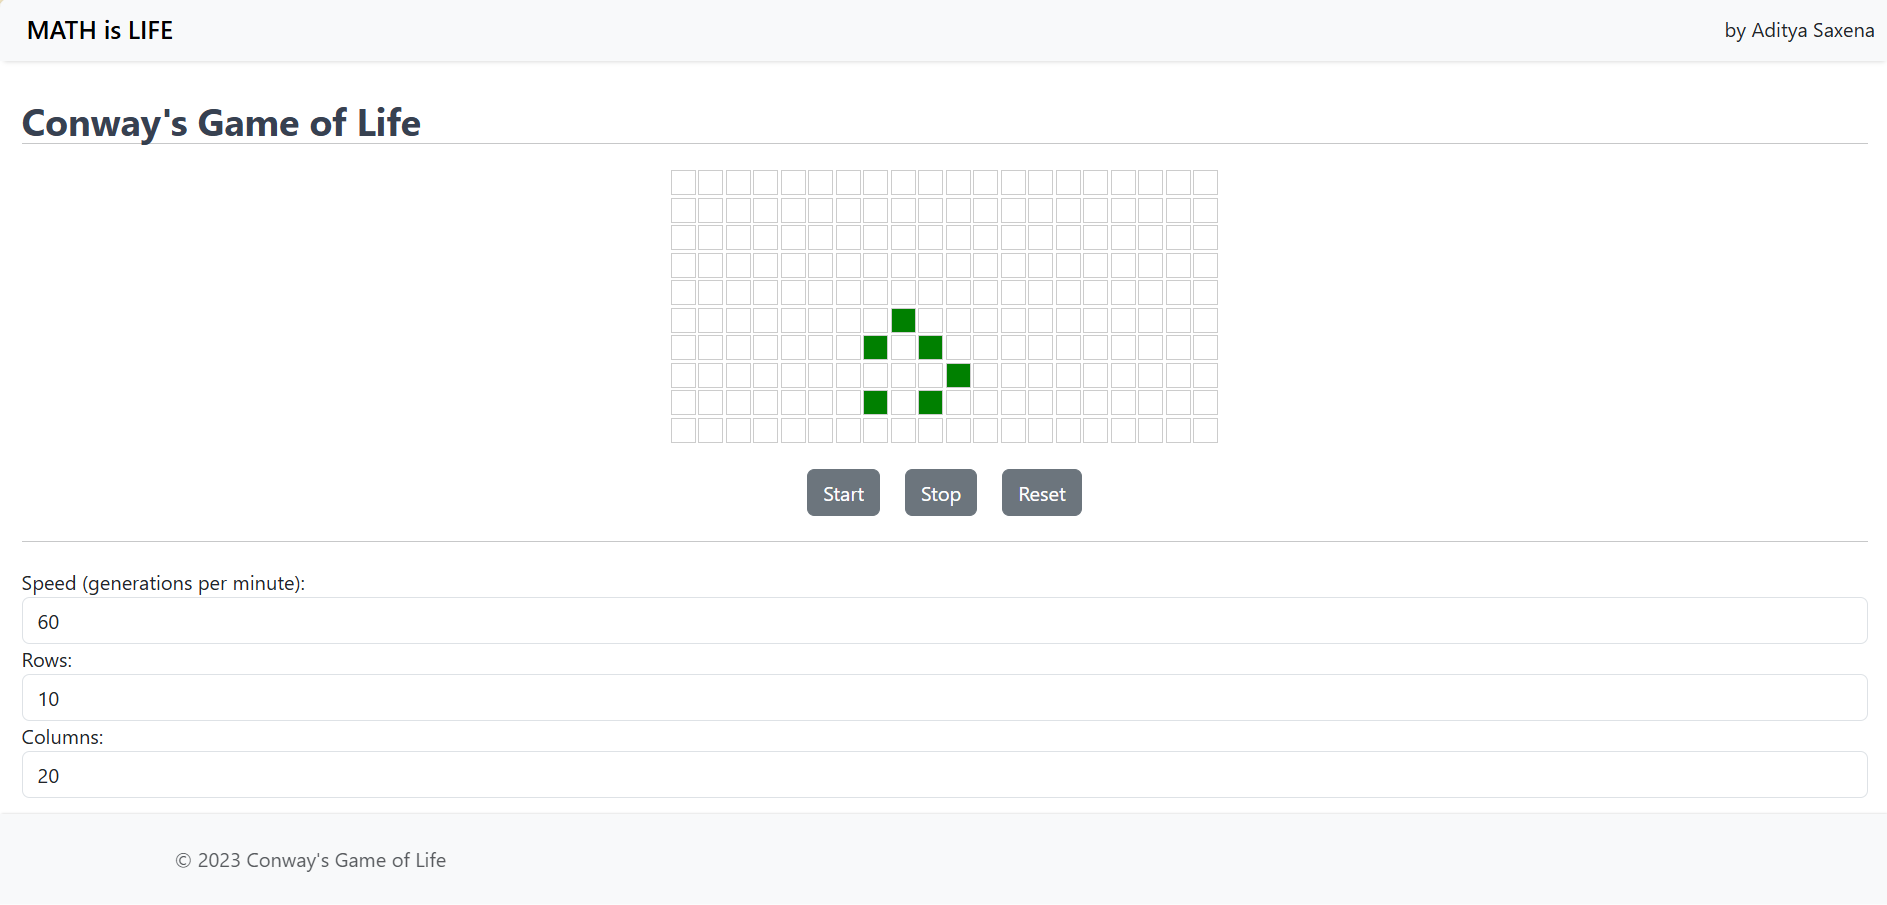 MATH is LIFE
by Aditya Saxena
Conway's Game of Life
Start Stop Reset
Speed (generations per minute):
60
Rows:
10
Columns:
20
© 2023 Conway's Game of Life